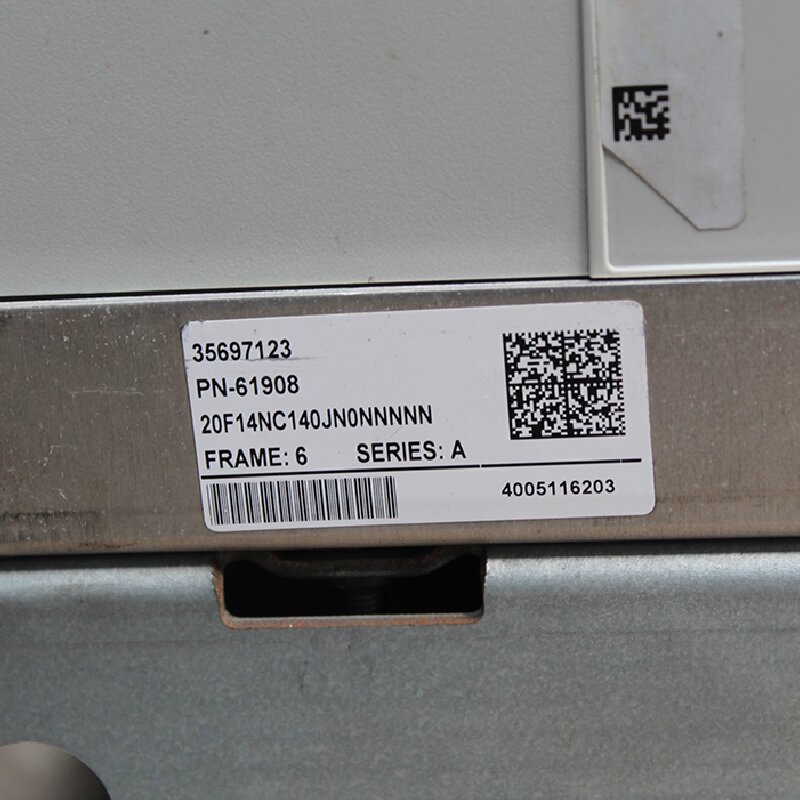 35697123
PN-61908
20F14NC140JN0NNNNN
FRAME: 6 SERIES: A
4005116203